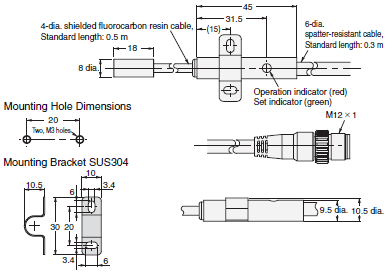 45
4-dia. shielded fluorocarbon resin cable,
Standard length: 0.5 m
31.5
6-dia.
spatter-resistant cable,
Standard length: 0.3 m
(15)
18
8 dia.
Operation indicator (red)
Set indicator (green)
Mounting Hole Dimensions
M12 × 1
20
Two, M3 holes
Mounting Bracket SUS304
10
10.5
6
3.4
30
20
9.5 dia.
10.5 dia.
3.4
6